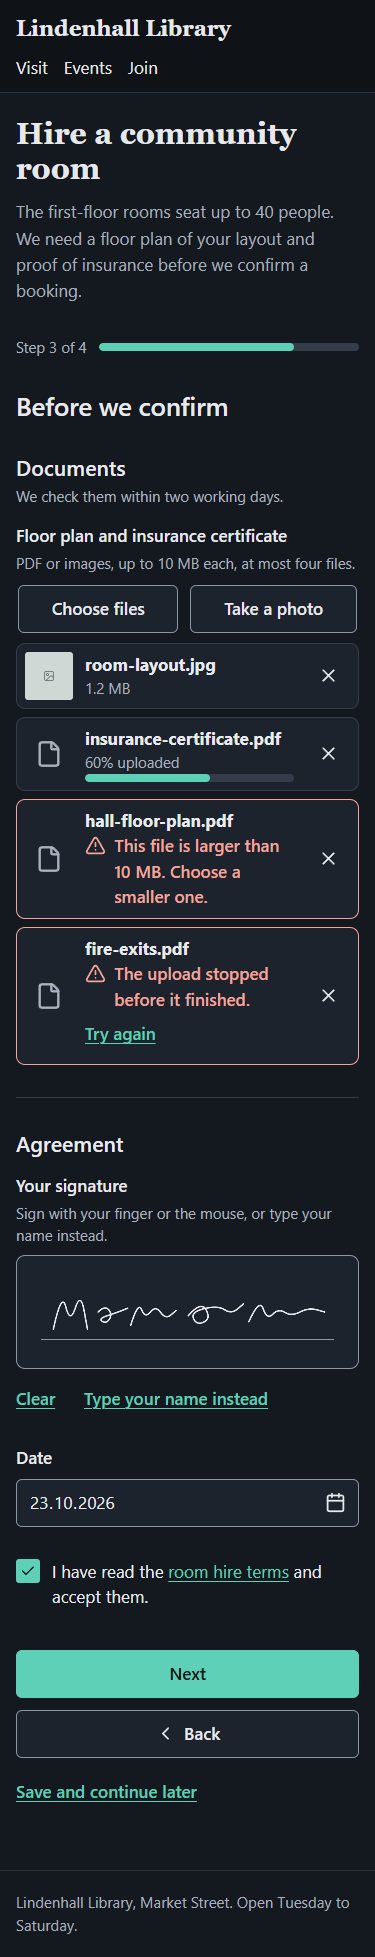 Lindenhall Library
Visit Events Join
Hire a community
room
The first-floor rooms seat up to 40 people.
We need a floor plan of your layout and
proof of insurance before we confirm a
booking.
Step 3 of 4
Before we confirm
Documents
We check them within two working days.
Floor plan and insurance certificate
PDF or images, up to 10 MB each, at most four files.
Choose files Take a photo
room-layout.jpg
1.2 MB
insurance-certificate.pdf
60% uploaded
hall-floor-plan.pdf
This file is larger than
10 MB. Choose a
smaller one.
fire-exits.pdf
The upload stopped
before it finished.
Try again
Agreement
Your signature
Sign with your finger or the mouse, or type your
name instead.
Clear Type your name instead
Date
23.10.2026
I have read the room hire terms and
accept them.
Next
Back
Save and continue later
Lindenhall Library, Market Street. Open Tuesday to
Saturday.